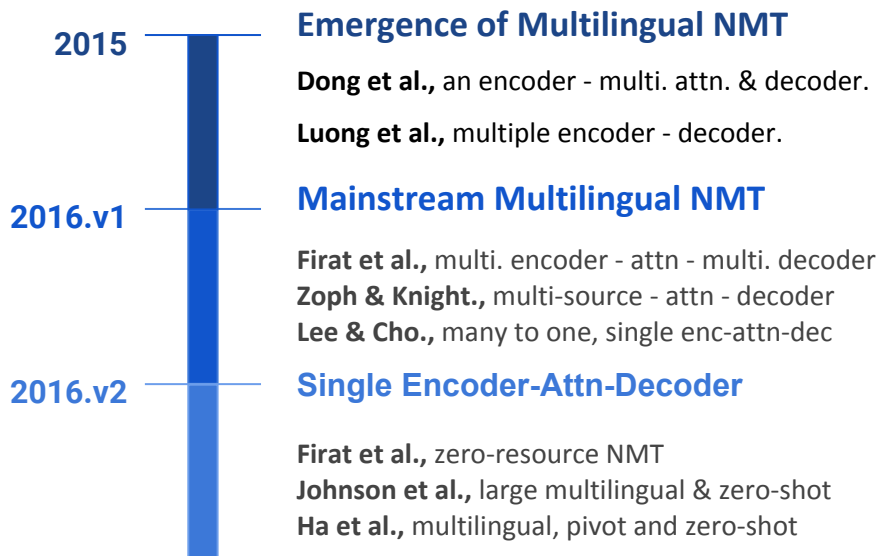 2015
Emergence of Multilingual NMT
Dong et al., an encoder - multi. attn. & decoder.
Luong et al., multiple encoder - decoder.
2016.v1
Mainstream Multilingual NMT
Firat et al., multi. encoder - attn - multi. decoder
Zoph & Knight., multi-source - attn - decoder
Lee & Cho., many to one, single enc-attn-dec
2016.v2
Single Encoder-Attn-Decoder
Firat et al., zero-resource NMT
Johnson et al., large multilingual & zero-shot
Ha et al., multilingual, pivot and zero-shot